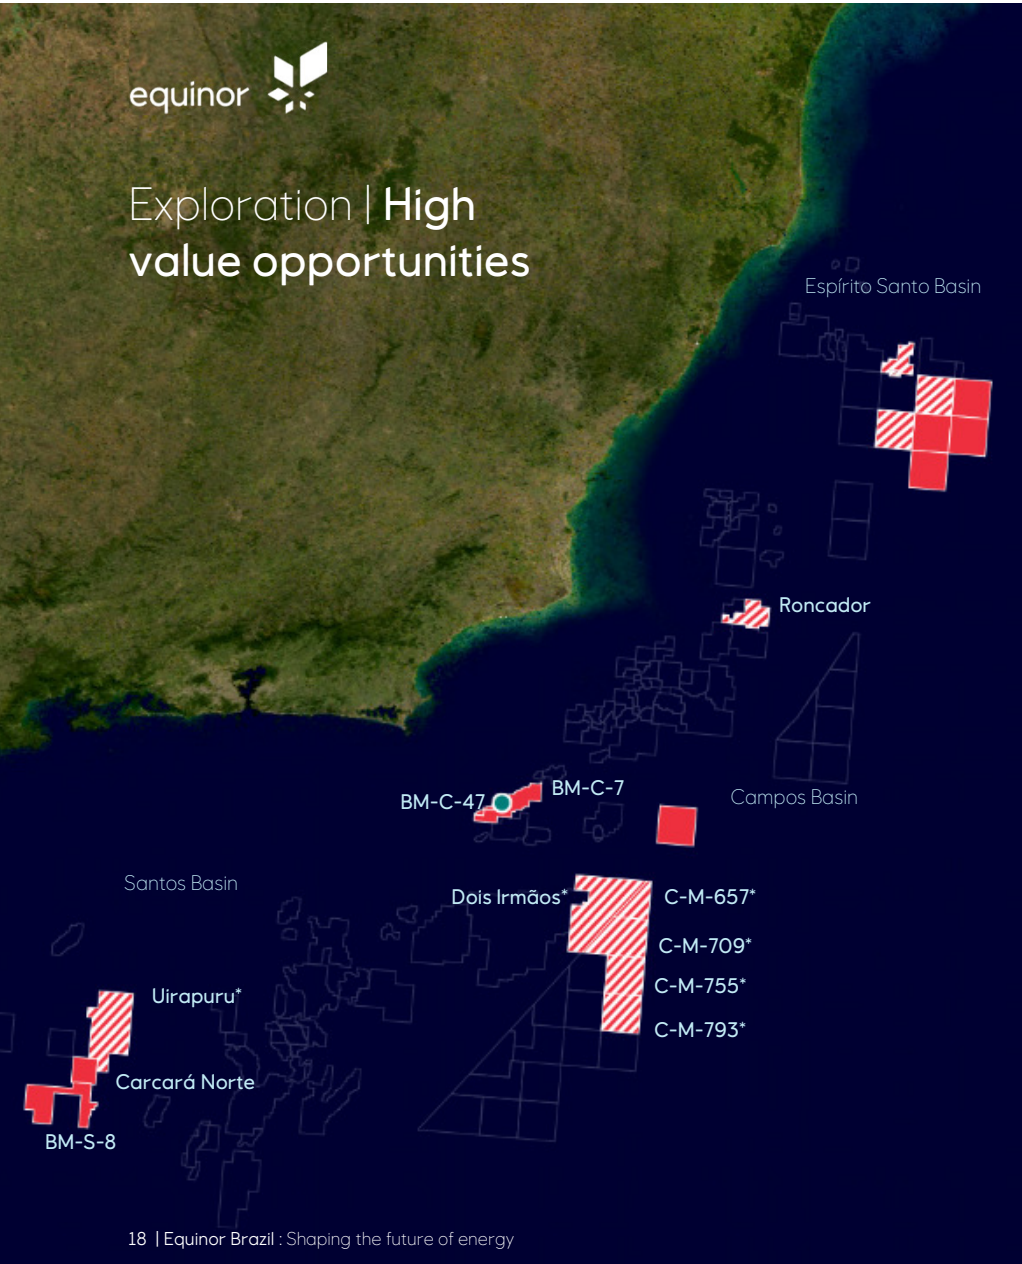 equinor
Exploration | High
value opportunities
Espírito Santo Basin
Roncador
BM-C-47
BM-C-7
Campos Basin
Santos Basin
Dois Irmãos*
C-M-657*
C-M-709*
C-M-755*
C-M-793*
Uirapuru*
Carcará Norte
BM-S-8
18 | Equinor Brazil : Shaping the future of energy